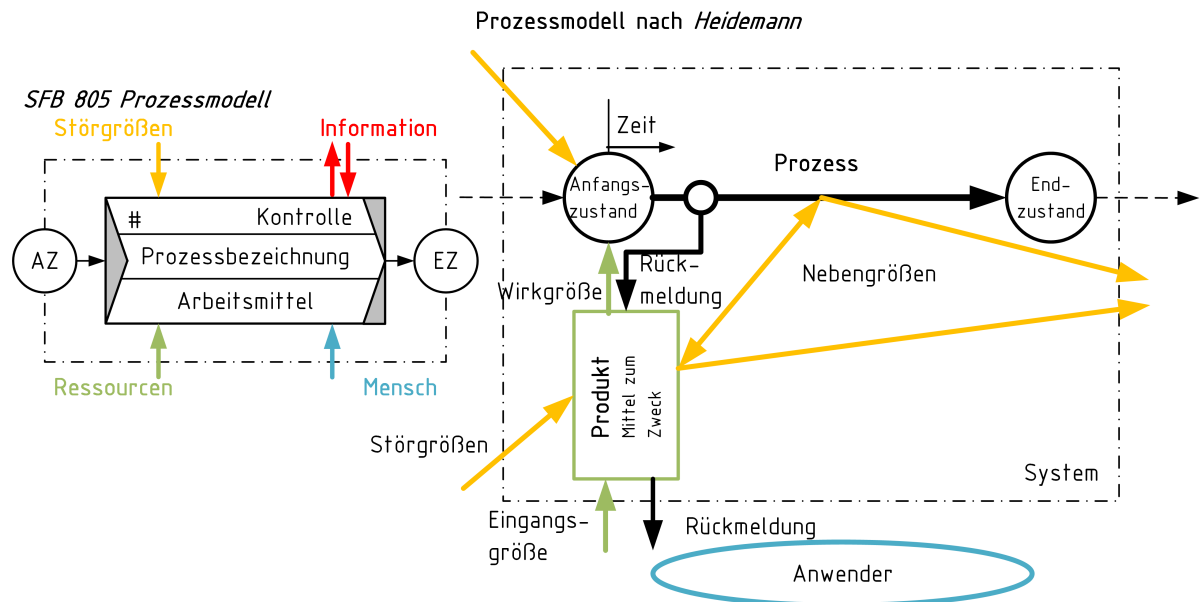 Prozessmodell nach Heidemann
SFB 805 Prozessmodell
Störgrößen
Information
#
Kontrolle
AZ
Prozessbezeichnung
EZ
Arbeitsmittel
Ressourcen
Mensch
Zeit
Prozess
Anfangs-
zustand
End-
zustand
Rück-
meldung
Wirkgröße
Nebengrößen
Produkt
Mittel zum
Zweck
Störgrößen
System
Eingangs-
größe
Rückmeldung
Anwender